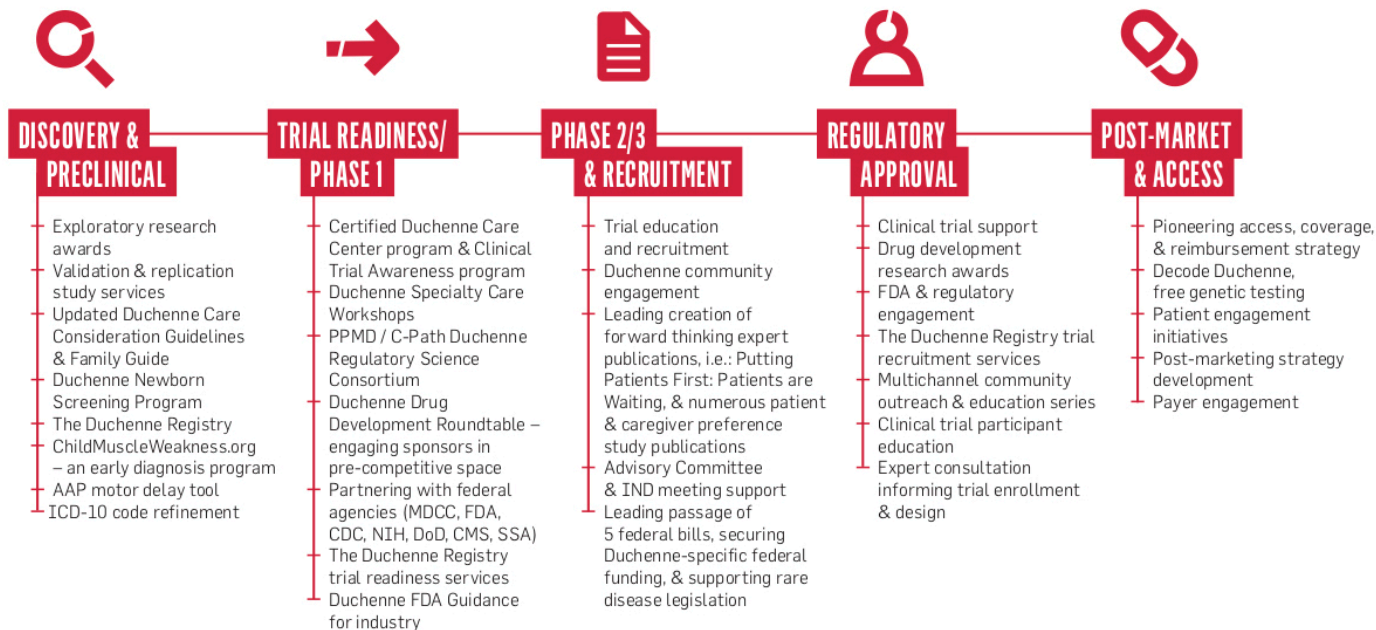 DISCOVERY &
PRECLINICAL
Exploratory research
awards
Validation & replication
study services
Updated Duchenne Care
Consideration Guidelines
& Family Guide
Duchenne Newborn
Screening Program
The Duchenne Registry
ChildMuscleWeakness.org
– an early diagnosis program
AAP motor delay tool
ICD-10 code refinement
TRIAL READINESS/
PHASE 1
Certified Duchenne Care
Center program & Clinical
Trial Awareness program
Duchenne Specialty Care
Workshops
PPMD / C-Path Duchenne
Regulatory Science
Consortium
Duchenne Drug
Development Roundtable –
engaging sponsors in
pre-competitive space
Partnering with federal
agencies (MDCC, FDA,
CDC, NIH, DoD, CMS, SSA)
The Duchenne Registry
trial readiness services
Duchenne FDA Guidance
for industry
PHASE 2/3
& RECRUITMENT
Trial education
and recruitment
Duchenne community
engagement
Leading creation of
forward thinking expert
publications, i.e.: Putting
Patients First: Patients are
Waiting, & numerous patient
& caregiver preference
study publications
Advisory Committee
& IND meeting support
Leading passage of
5 federal bills, securing
Duchenne-specific federal
funding, & supporting rare
disease legislation
REGULATORY
APPROVAL
Clinical trial support
Drug development
research awards
FDA & regulatory
engagement
The Duchenne Registry trial
recruitment services
Multichannel community
outreach & education series
Clinical trial participant
education
Expert consultation
informing trial enrollment
& design
POST-MARKET
& ACCESS
Pioneering access, coverage,
& reimbursement strategy
Decode Duchenne,
free genetic testing
Patient engagement
initiatives
Post-marketing strategy
development
Payer engagement